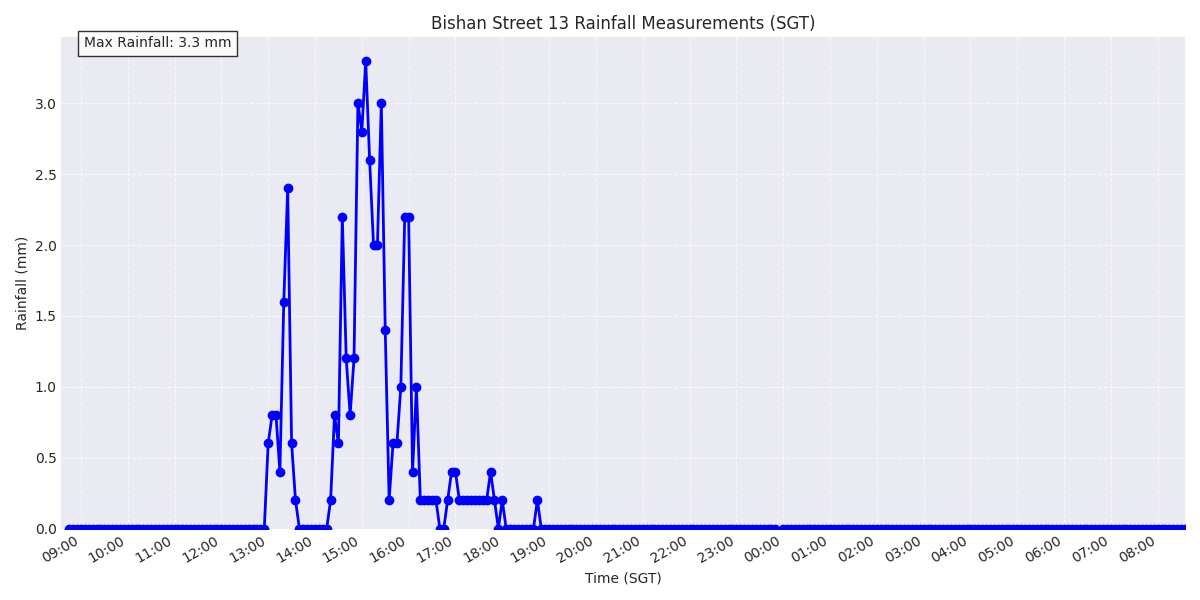 Bishan Street 13 Rainfall Measurements (SGT)
Max Rainfall: 3.3 mm
Rainfall (mm)
3.0
2.5
2.0
1.5
1.0
0.5
0.0
09:00 10:00 11:00 12:00 13:00 14:00 15:00 16:00 17:00 18:00 19:00 20:00 21:00 22:00 23:00 00:00 01:00 02:00 03:00 04:00 05:00 06:00 07:00 08:00
Time (SGT)